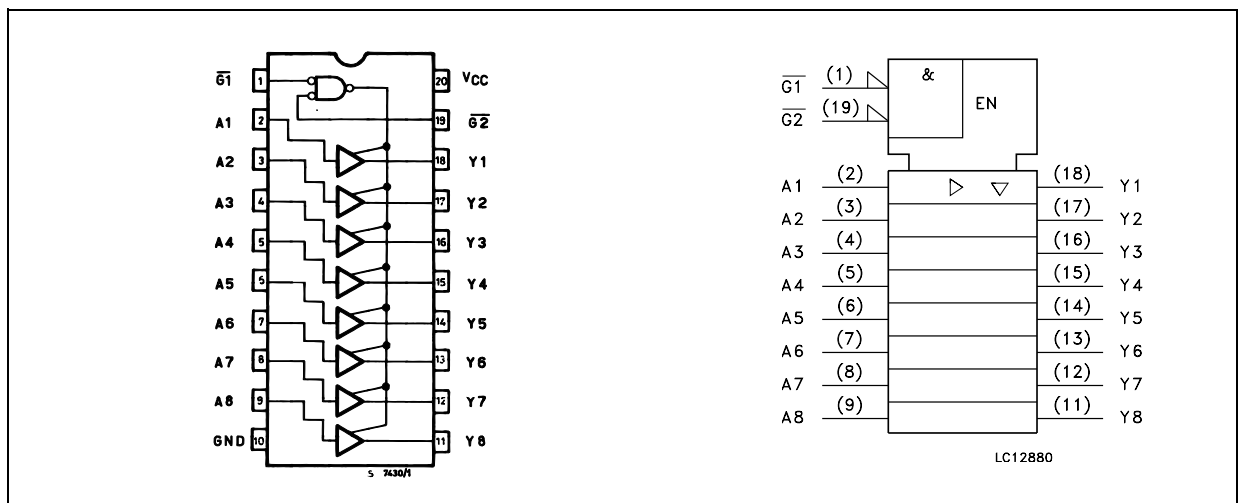 G1 1 20 VCC
A1 2 19 G2
A2 3 18 Y1
A3 4 17 Y2
A4 5 16 Y3
A5 6 15 Y4
A6 7 14 Y5
A7 8 13 Y6
A8 9 12 Y7
GND 10 11 Y8
S 7430/1
G1 (1) & EN
G2 (19)
A1 (2) (18) Y1
A2 (3) (17) Y2
A3 (4) (16) Y3
A4 (5) (15) Y4
A5 (6) (14) Y5
A6 (7) (13) Y6
A7 (8) (12) Y7
A8 (9) (11) Y8
LC12880